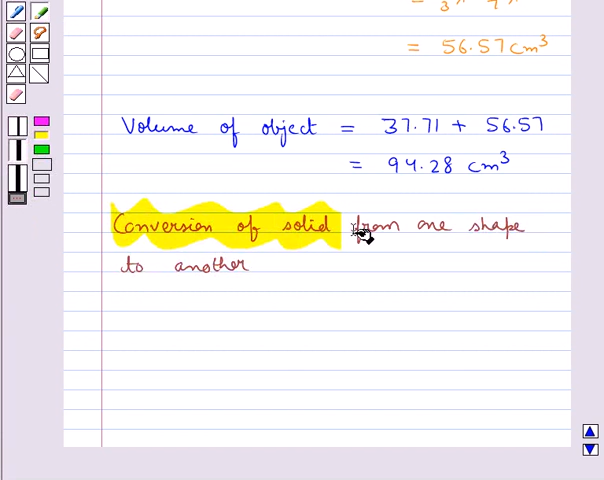 = 56.57 cm³
Volume of object = 37.71 + 56.57
= 94.28 cm³
Conversion of solid from one shape
to another